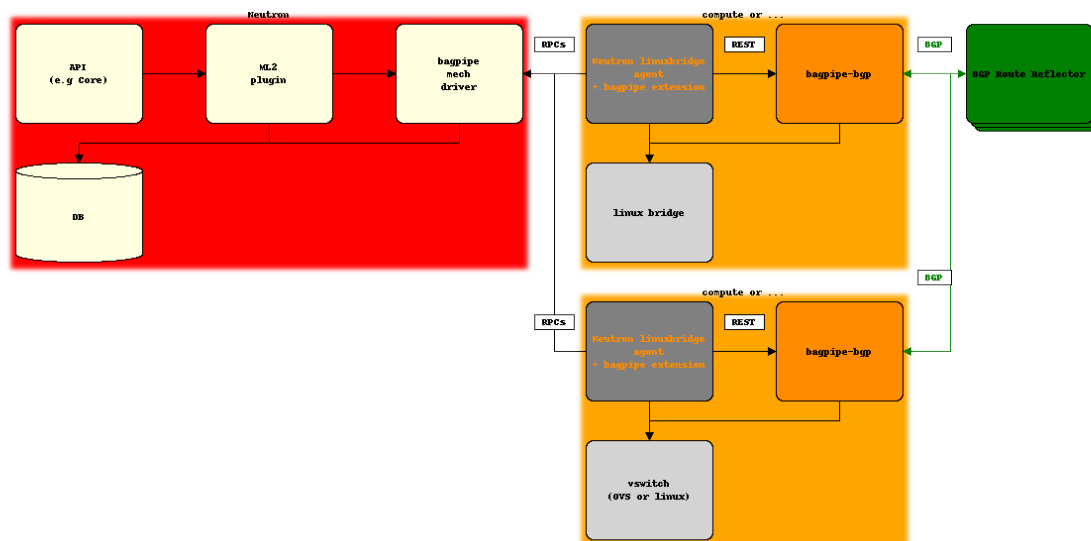 Neutron
compute or ...
API
(e.g Core)
ML2
plugin
bagpipe
mech
driver
RPCs
Neutron linuxbridge
agent
+ bagpipe extension
REST
bagpipe-bgp
BGP
BGP Route Reflector
DB
linux bridge
BGP
compute or ...
RPCs
Neutron linuxbridge
agent
+ bagpipe extension
REST
bagpipe-bgp
vswitch
(OVS or linux)